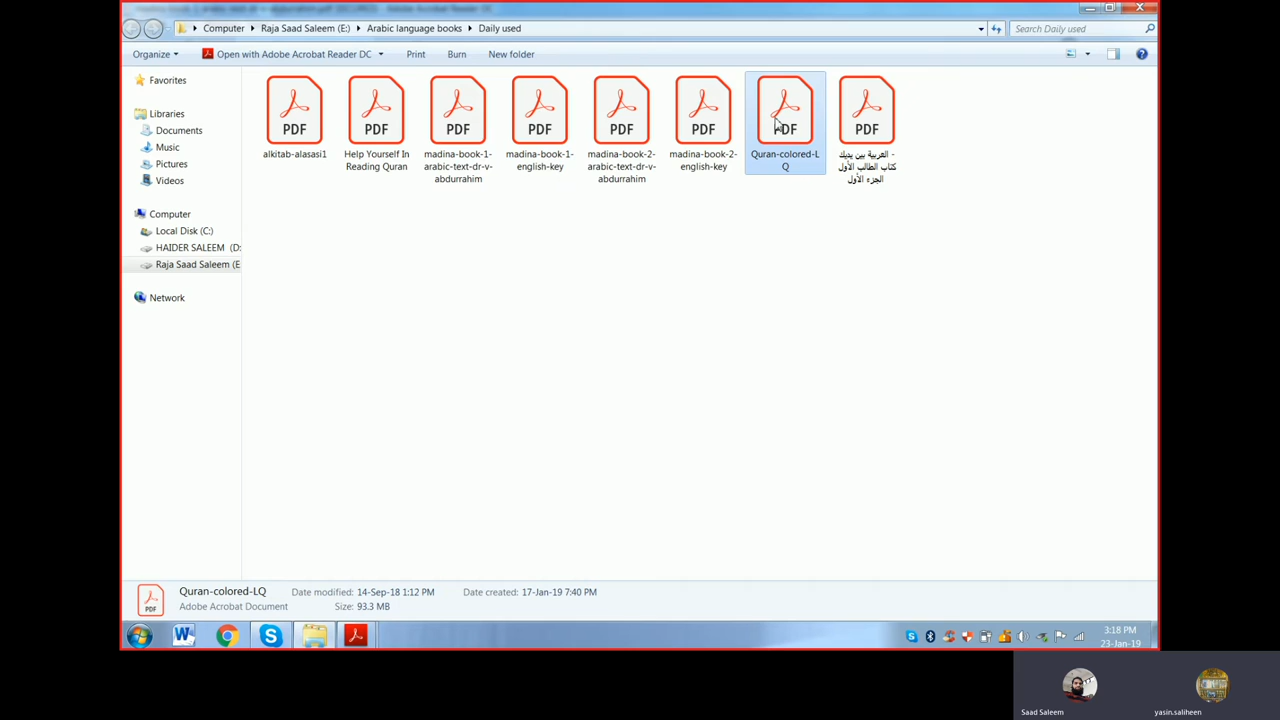 Computer ▸ Raja Saad Saleem (E:) ▸ Arabic language books ▸ Daily used
Search Daily used
Organize
Open with Adobe Acrobat Reader DC
Print
Burn
New folder
Favorites
Libraries
Documents
Music
Pictures
Videos
Computer
Local Disk (C:)
HAIDER SALEEM (D:
Raja Saad Saleem (E
Network
PDF
alkitab-alasasi1
PDF
Help Yourself In
Reading Quran
PDF
madina-book-1-
arabic-text-dr-v-
abdurrahim
PDF
madina-book-1-
english-key
PDF
madina-book-2-
arabic-text-dr-v-
abdurrahim
PDF
madina-book-2-
english-key
PDF
Quran-colored-L
Q
PDF
العربية بين يديك -
كتاب الطالب الأول
الجزء الأول
PDF
Quran-colored-LQ
Adobe Acrobat Document
Date modified: 14-Sep-18 1:12 PM
Size: 93.3 MB
Date created: 17-Jan-19 7:40 PM
3:18 PM
23-Jan-19
Saad Saleem
yasin.saliheen